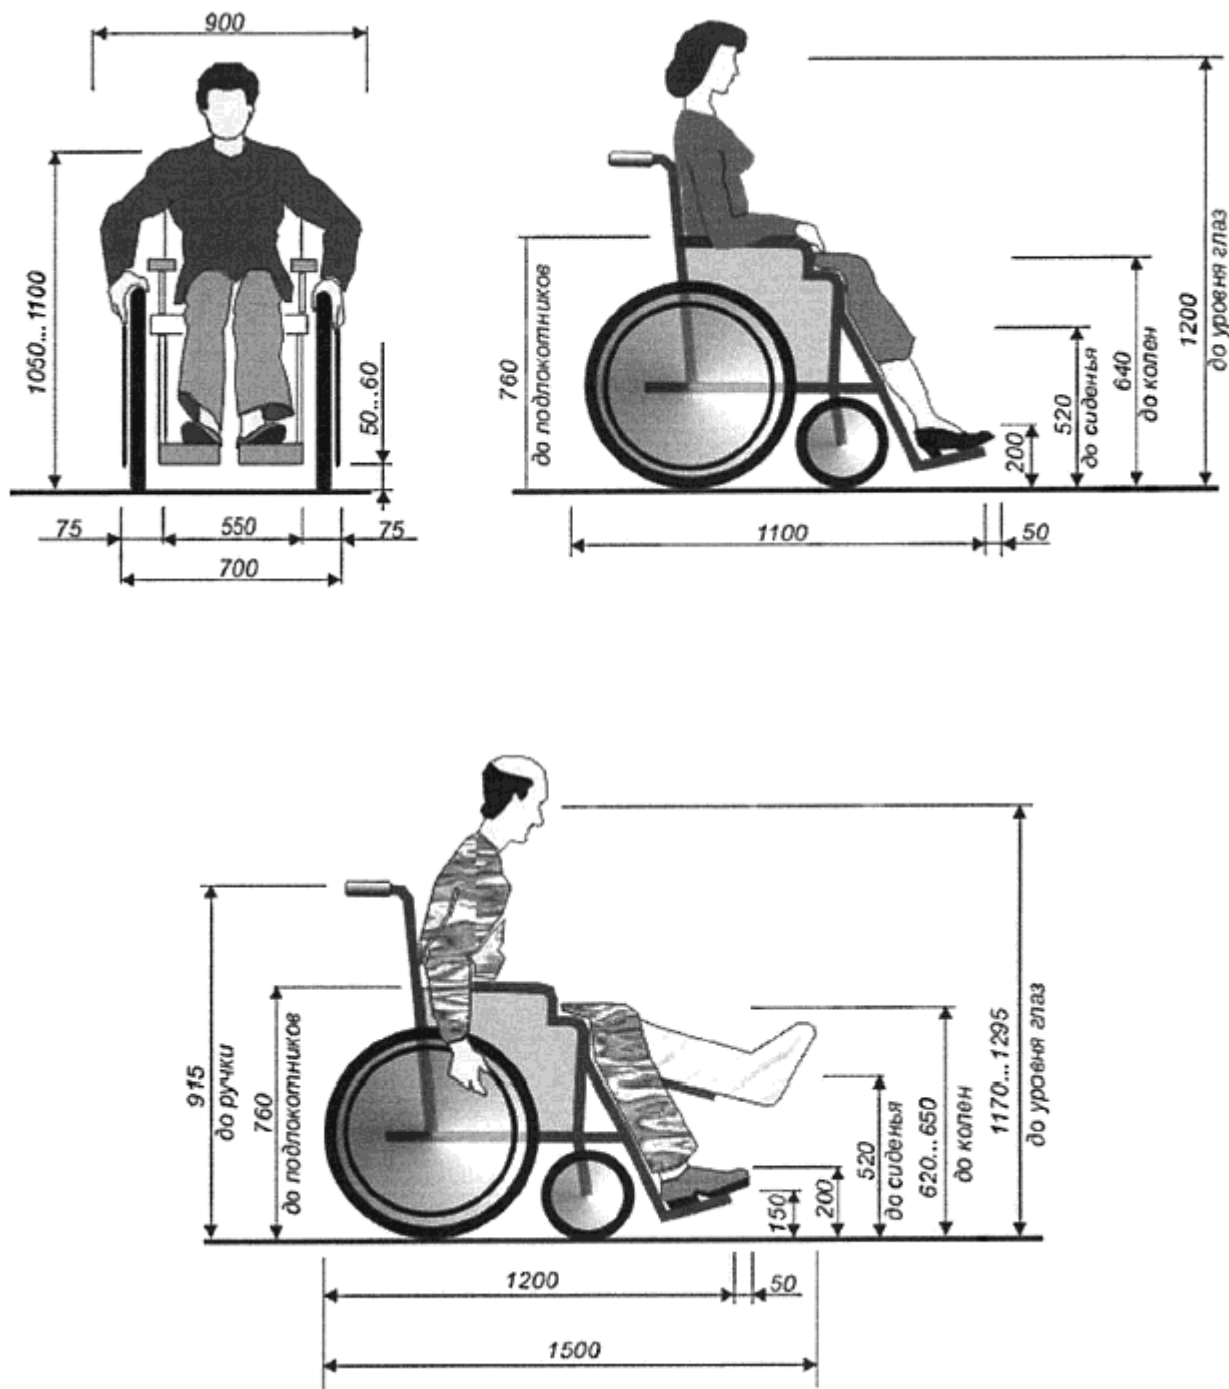 900
1050...1100
50...60
75
550
75
700
760
до подлокотников
200
520
до сиденья
640
до колен
1200
до уровня глаз
1100
50
915
до ручки
760
до подлокотников
150
200
520
до сиденья
620...650
до колен
1170...1295
до уровня глаз
1200
50
1500